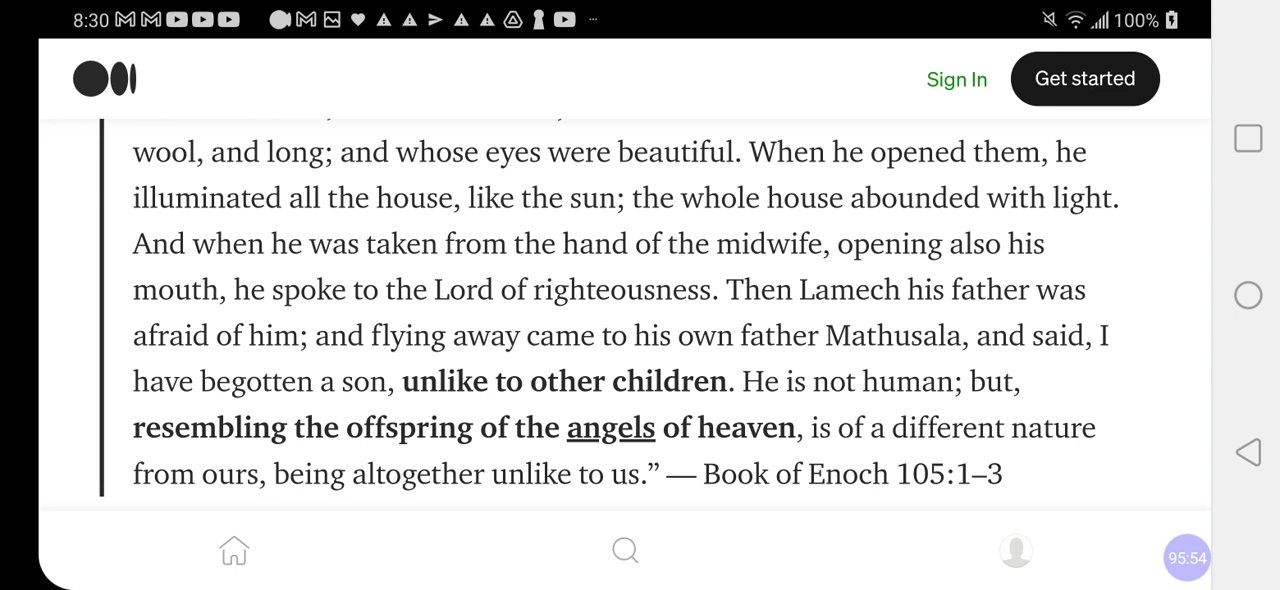 8:30
100%
Sign In
Get started
wool, and long; and whose eyes were beautiful. When he opened them, he
illuminated all the house, like the sun; the whole house abounded with light.
And when he was taken from the hand of the midwife, opening also his
mouth, he spoke to the Lord of righteousness. Then Lamech his father was
afraid of him; and flying away came to his own father Mathusala, and said, I
have begotten a son, unlike to other children. He is not human; but,
resembling the offspring of the angels of heaven, is of a different nature
from ours, being altogether unlike to us.” — Book of Enoch 105:1–3
95:54